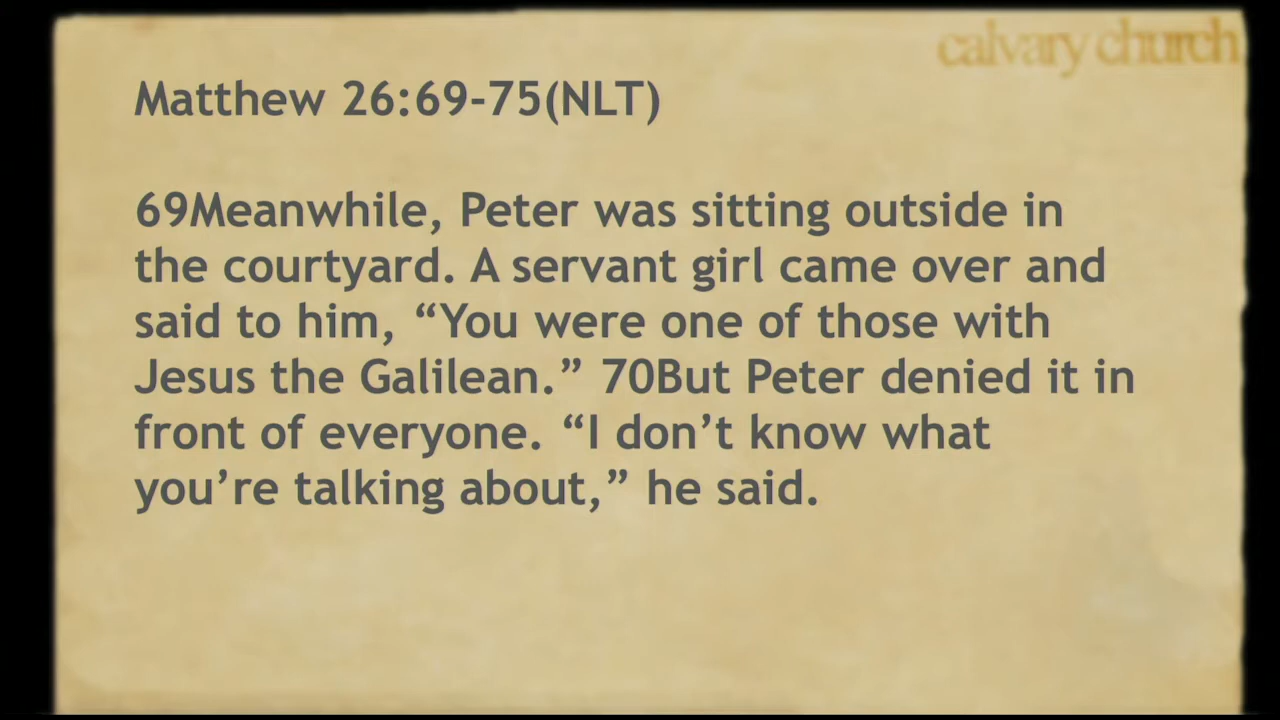 calvary church
Matthew 26:69-75(NLT)
69Meanwhile, Peter was sitting outside in
the courtyard. A servant girl came over and
said to him, “You were one of those with
Jesus the Galilean.” 70But Peter denied it in
front of everyone. “I don’t know what
you’re talking about,” he said.